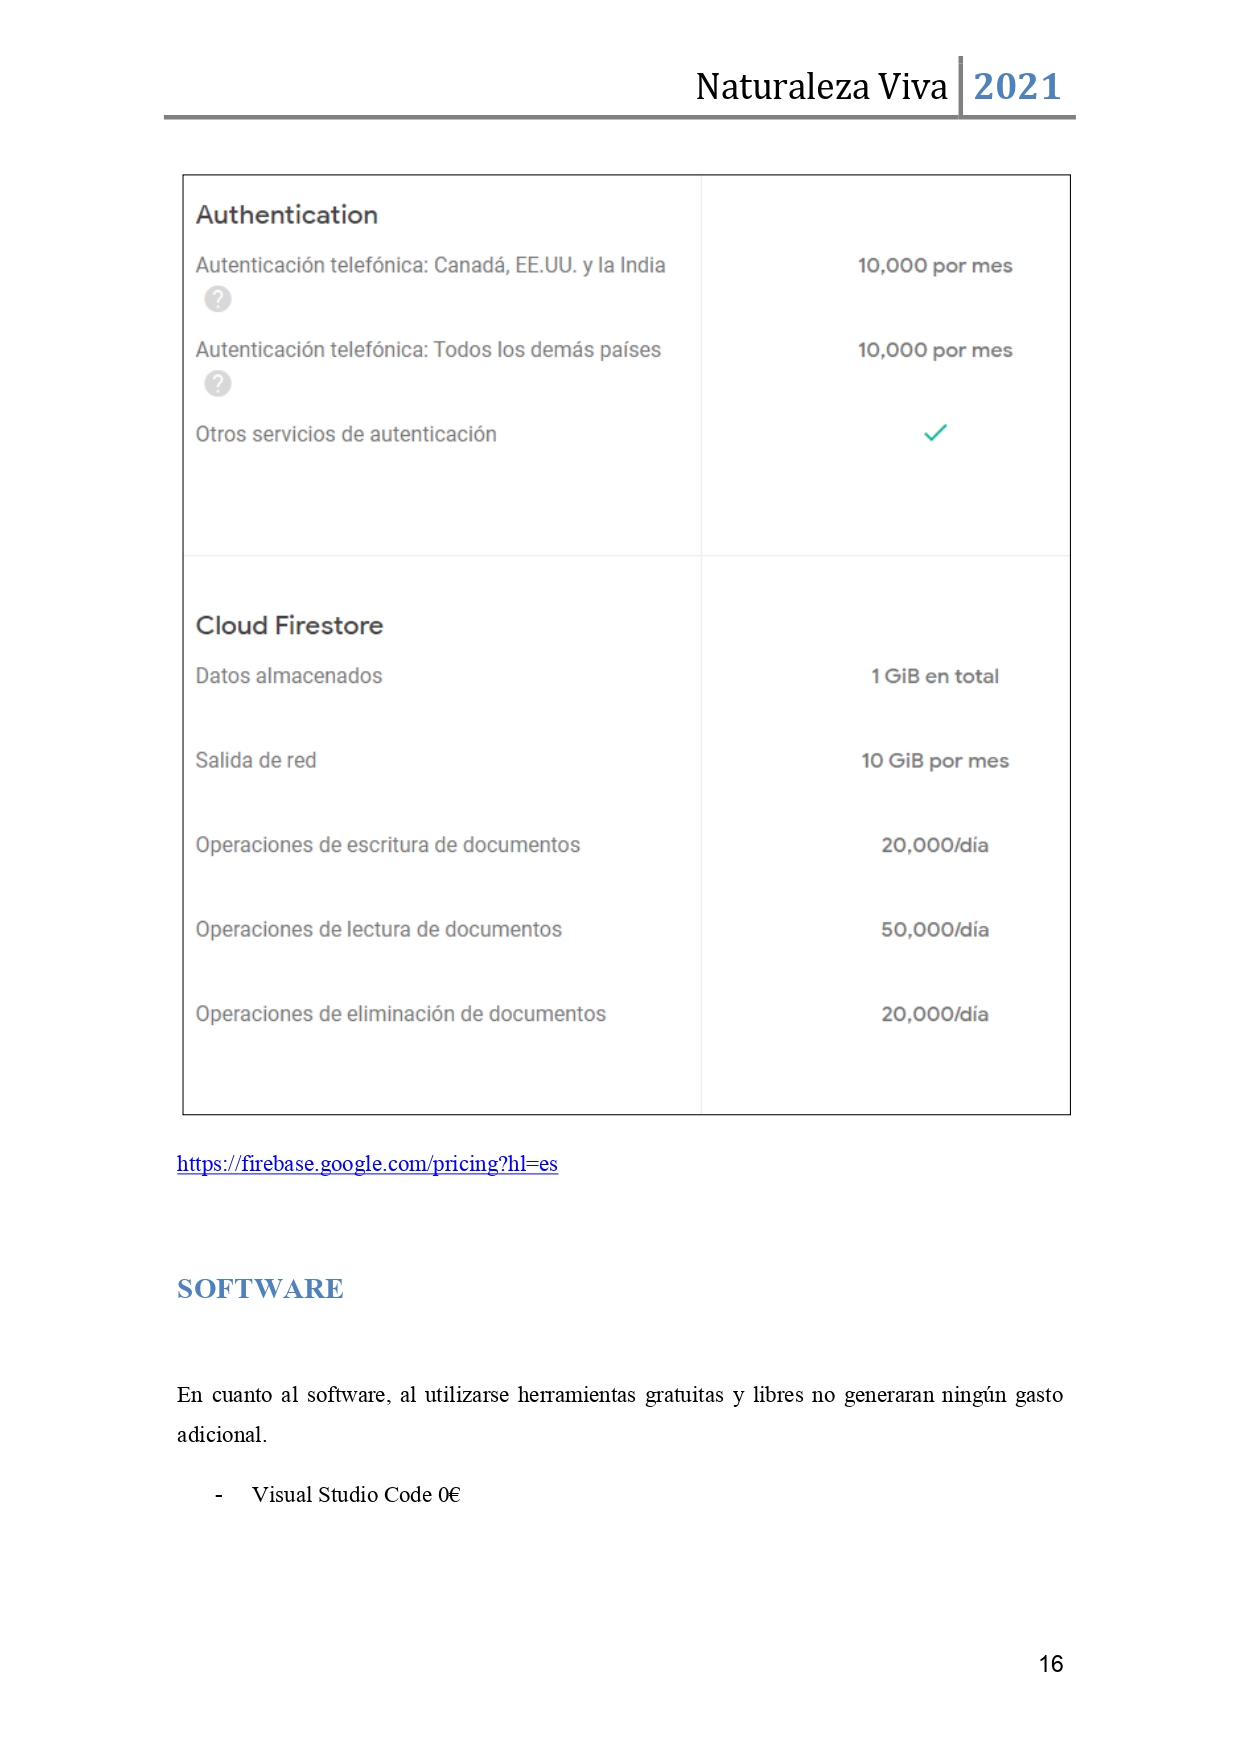 Naturaleza Viva 2021
Authentication
Autenticación telefónica: Canadá, EE.UU. y la India 10,000 por mes
?
Autenticación telefónica: Todos los demás países 10,000 por mes
?
Otros servicios de autenticación ✓
Cloud Firestore
Datos almacenados 1 GiB en total
Salida de red 10 GiB por mes
Operaciones de escritura de documentos 20,000/día
Operaciones de lectura de documentos 50,000/día
Operaciones de eliminación de documentos 20,000/día
https://firebase.google.com/pricing?hl=es
SOFTWARE
En cuanto al software, al utilizarse herramientas gratuitas y libres no generaran ningún gasto
adicional.
- Visual Studio Code 0€
16